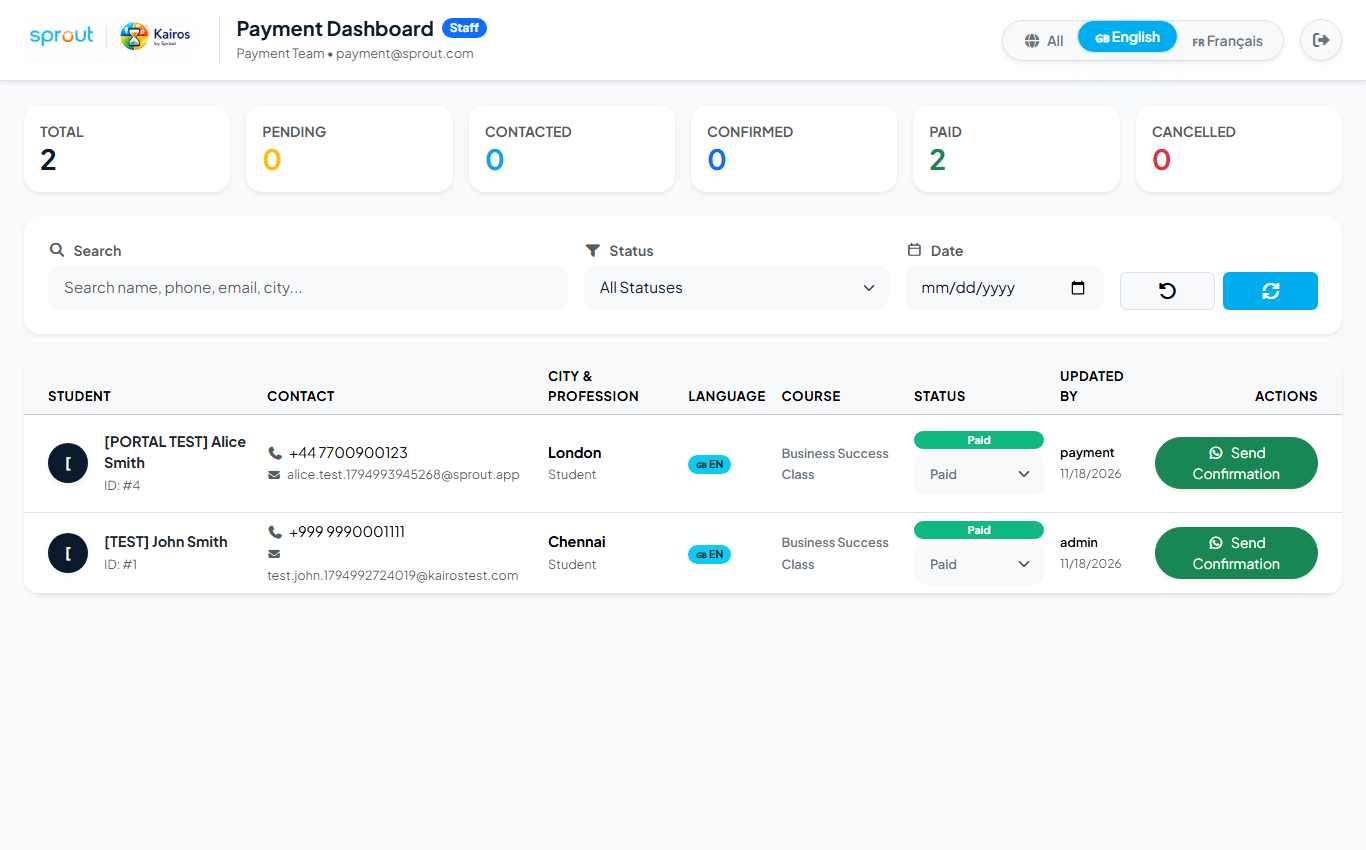 sprout
Kairos
by Sprout
Payment Dashboard Staff
Payment Team • payment@sprout.com
All
GB English
FR Français
TOTAL
2
PENDING
0
CONTACTED
0
CONFIRMED
0
PAID
2
CANCELLED
0
Search
Search name, phone, email, city...
Status
All Statuses
Date
mm/dd/yyyy
STUDENT
CONTACT
CITY &
PROFESSION
LANGUAGE
COURSE
STATUS
UPDATED
BY
ACTIONS
[
[PORTAL TEST] Alice
Smith
ID: #4
+44 7700900123
alice.test.1794993945268@sprout.app
London
Student
GB EN
Business Success
Class
Paid
Paid
payment
11/18/2026
Send
Confirmation
[
[TEST] John Smith
ID: #1
+999 9990001111
test.john.1794992724019@kairostest.com
Chennai
Student
GB EN
Business Success
Class
Paid
Paid
admin
11/18/2026
Send
Confirmation